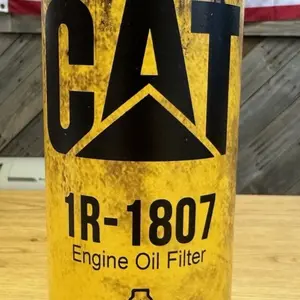 CAT
1R-1807
Engine Oil Filter